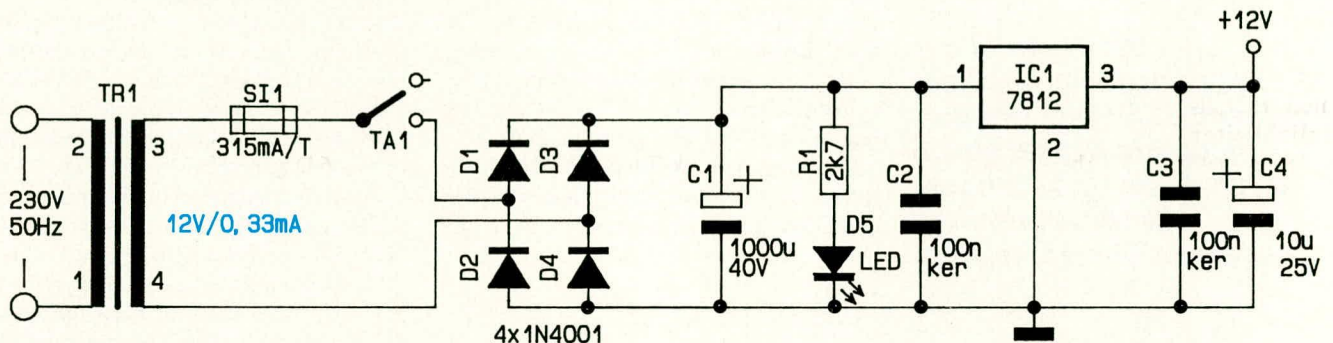 +12V
TR1
SI1
315mA/T
TA1
2
3
1
4
230V
50Hz
12V/0,33mA
D1
D3
D2
D4
4x1N4001
C1
+
1000u
40V
R1
2k7
D5
LED
C2
100n
ker
1
IC1
7812
3
2
C3
100n
ker
+
C4
10u
25V